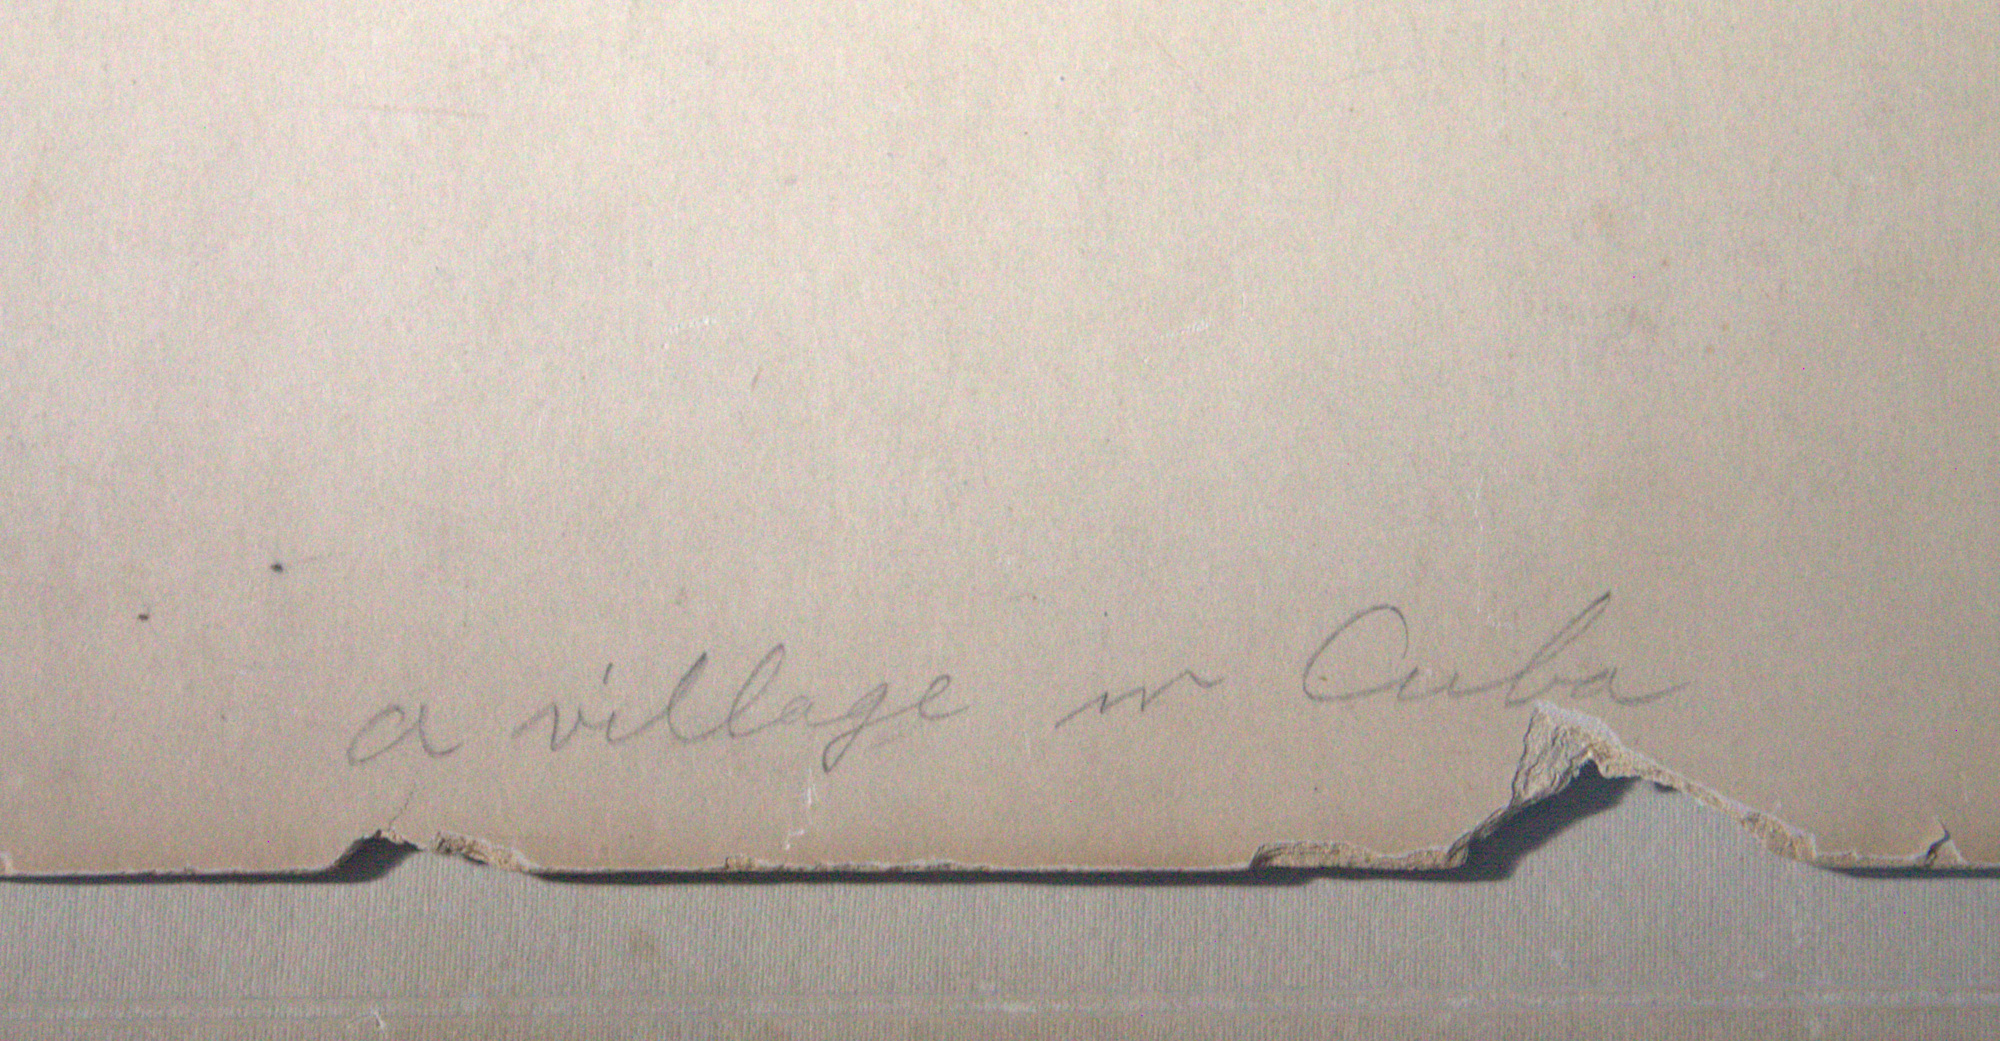 a village in Cuba